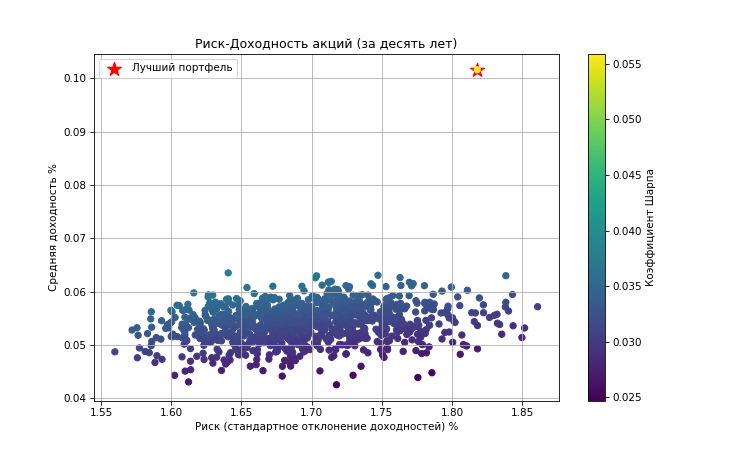 Риск-Доходность акций (за десять лет)
Лучший портфель
Средняя доходность %
0.10
0.09
0.08
0.07
0.06
0.05
0.04
1.55 1.60 1.65 1.70 1.75 1.80 1.85
Риск (стандартное отклонение доходностей) %
0.055
0.050
0.045
0.040
0.035
0.030
0.025
Коэффициент Шарпа